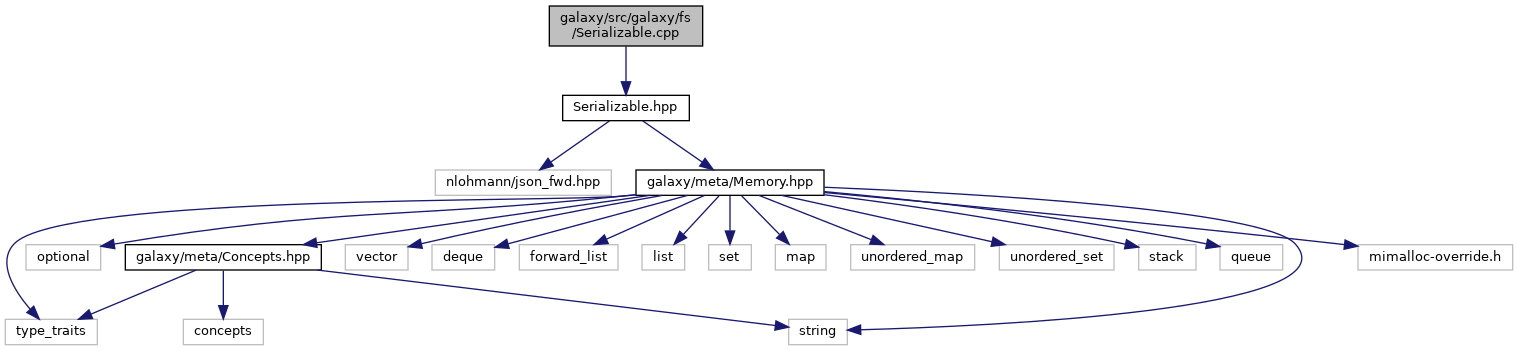 galaxy/src/galaxy/fs
/Serializable.cpp
Serializable.hpp
nlohmann/json_fwd.hpp
galaxy/meta/Memory.hpp
optional
galaxy/meta/Concepts.hpp
vector
deque
forward_list
list
set
map
unordered_map
unordered_set
stack
queue
mimalloc-override.h
type_traits
concepts
string